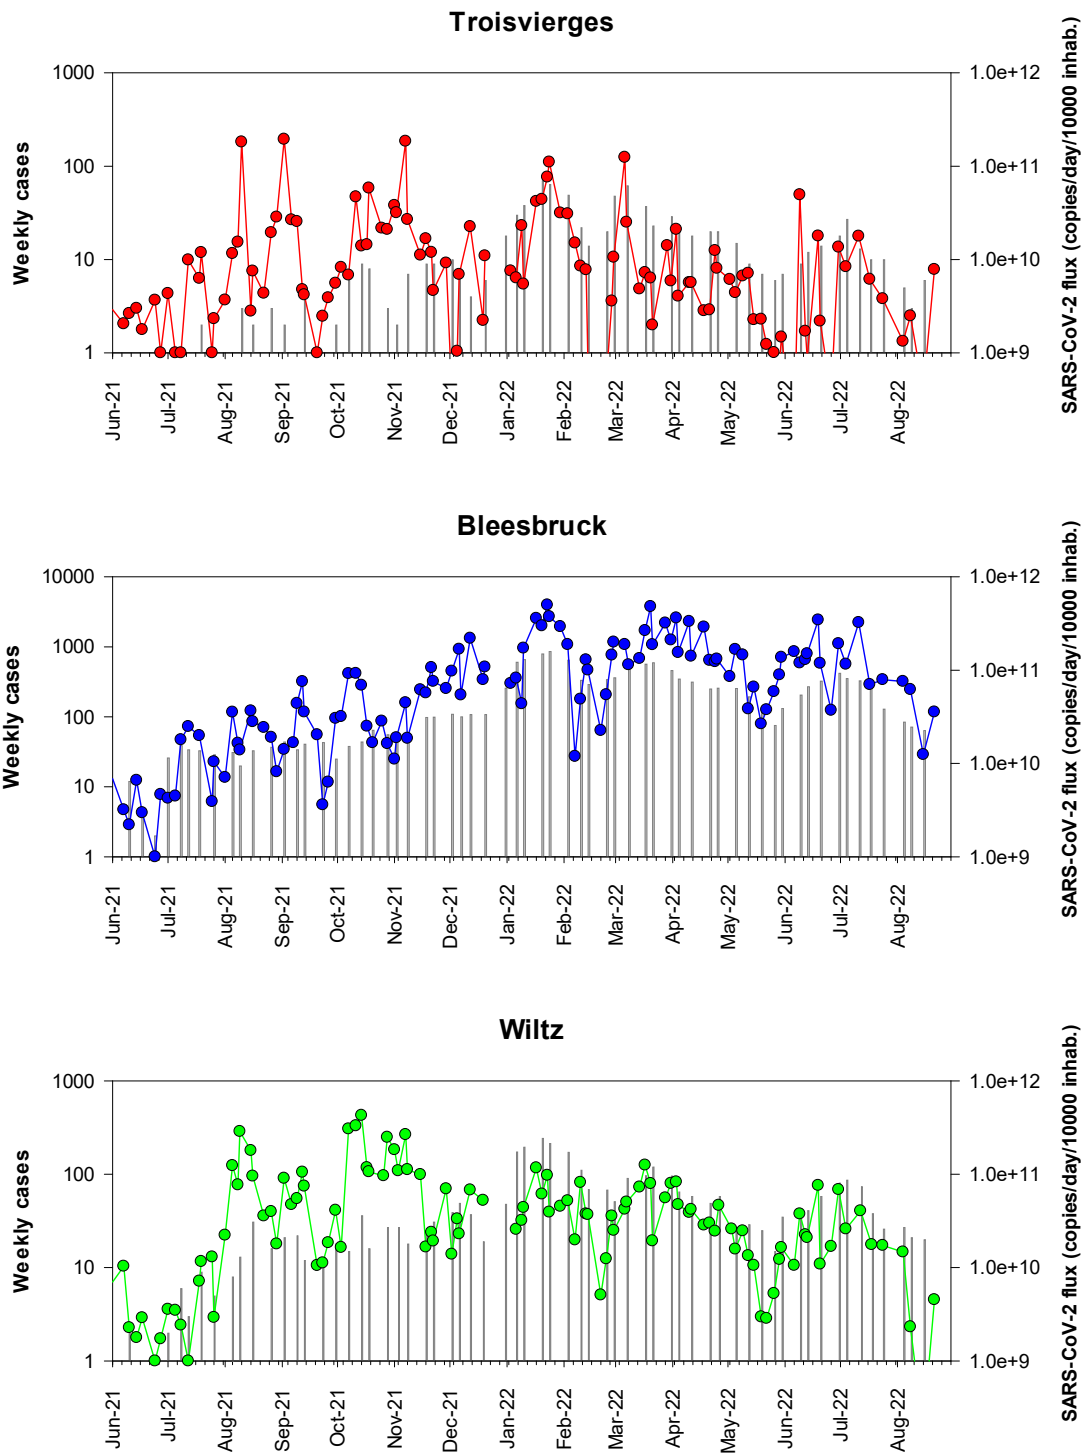 Troisvierges
Weekly cases
SARS-CoV-2 flux (copies/day/10000 inhab.)
1000
100
10
1
1.0e+12
1.0e+11
1.0e+10
1.0e+9
Jun-21
Jul-21
Aug-21
Sep-21
Oct-21
Nov-21
Dec-21
Jan-22
Feb-22
Mar-22
Apr-22
May-22
Jun-22
Jul-22
Aug-22
Bleesbruck
Weekly cases
SARS-CoV-2 flux (copies/day/10000 inhab.)
10000
1000
100
10
1
1.0e+12
1.0e+11
1.0e+10
1.0e+9
Jun-21
Jul-21
Aug-21
Sep-21
Oct-21
Nov-21
Dec-21
Jan-22
Feb-22
Mar-22
Apr-22
May-22
Jun-22
Jul-22
Aug-22
Wiltz
Weekly cases
SARS-CoV-2 flux (copies/day/10000 inhab.)
1000
100
10
1
1.0e+12
1.0e+11
1.0e+10
1.0e+9
Jun-21
Jul-21
Aug-21
Sep-21
Oct-21
Nov-21
Dec-21
Jan-22
Feb-22
Mar-22
Apr-22
May-22
Jun-22
Jul-22
Aug-22